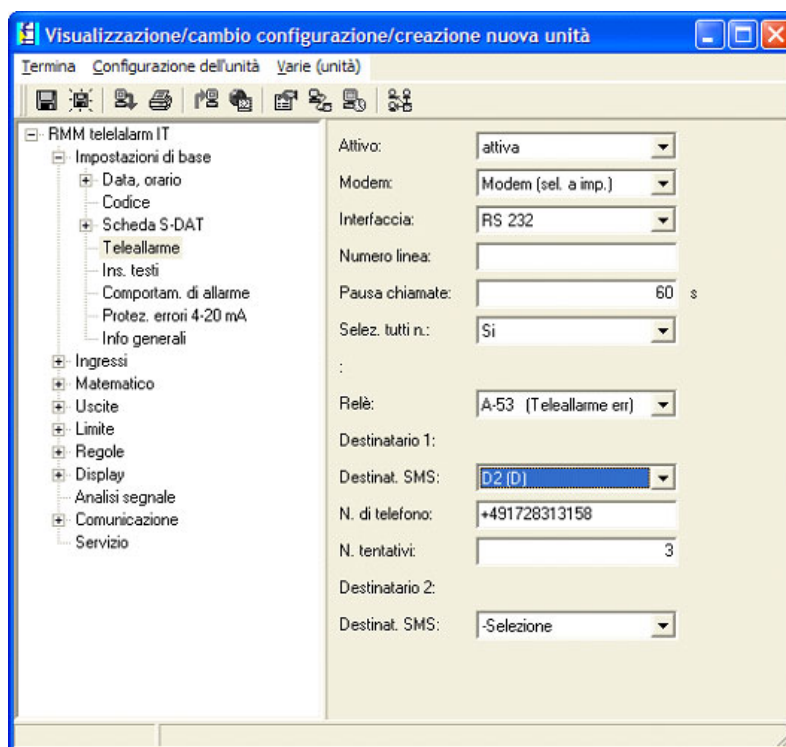 Visualizzazione/cambio configurazione/creazione nuova unità
Termina Configurazione dell'unità Varie (unità)
RMM telelalarm IT
Impostazioni di base
Data, orario
Codice
Scheda S-DAT
Teleallarme
Ins. testi
Comportam. di allarme
Protez. errori 4-20 mA
Info generali
Ingressi
Matematico
Uscite
Limite
Regole
Display
Analisi segnale
Comunicazione
Servizio
Attivo: attiva
Modem: Modem (sel. a imp.)
Interfaccia: RS 232
Numero linea:
Pausa chiamate: 60 s
Selez. tutti n.: Si
:
Relè: A-53 (Teleallarme err)
Destinatario 1:
Destinat. SMS: D2 (D)
N. di telefono: +491728313158
N. tentativi: 3
Destinatario 2:
Destinat. SMS: -Selezione